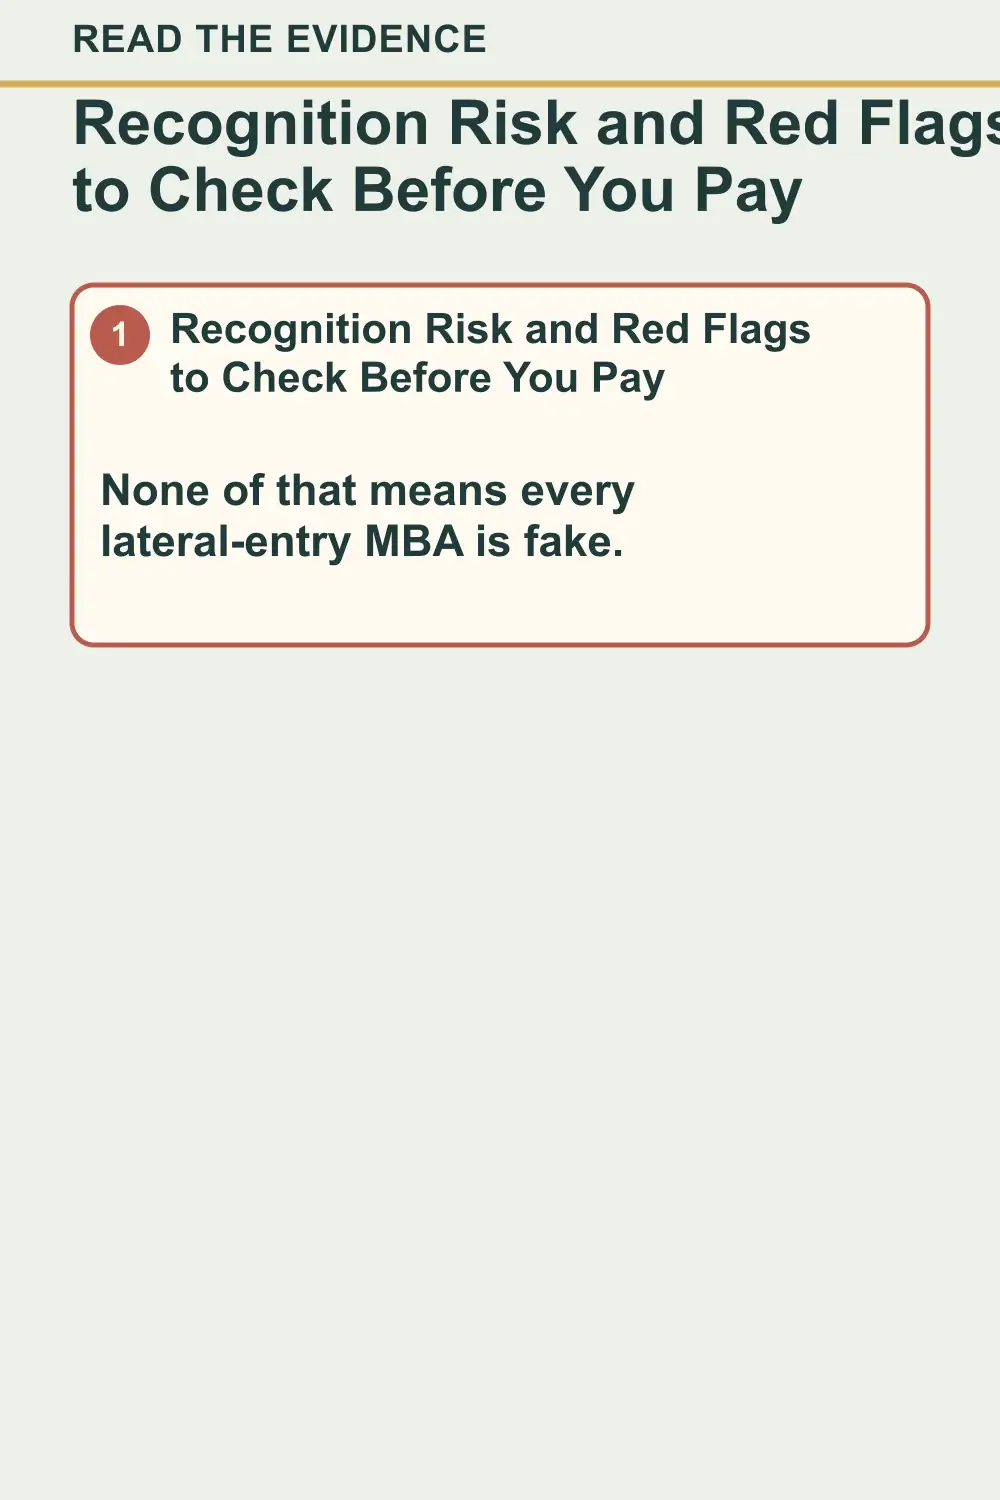 READ THE EVIDENCE
Recognition Risk and Red Flags
to Check Before You Pay
1
Recognition Risk and Red Flags
to Check Before You Pay
None of that means every
lateral-entry MBA is fake.